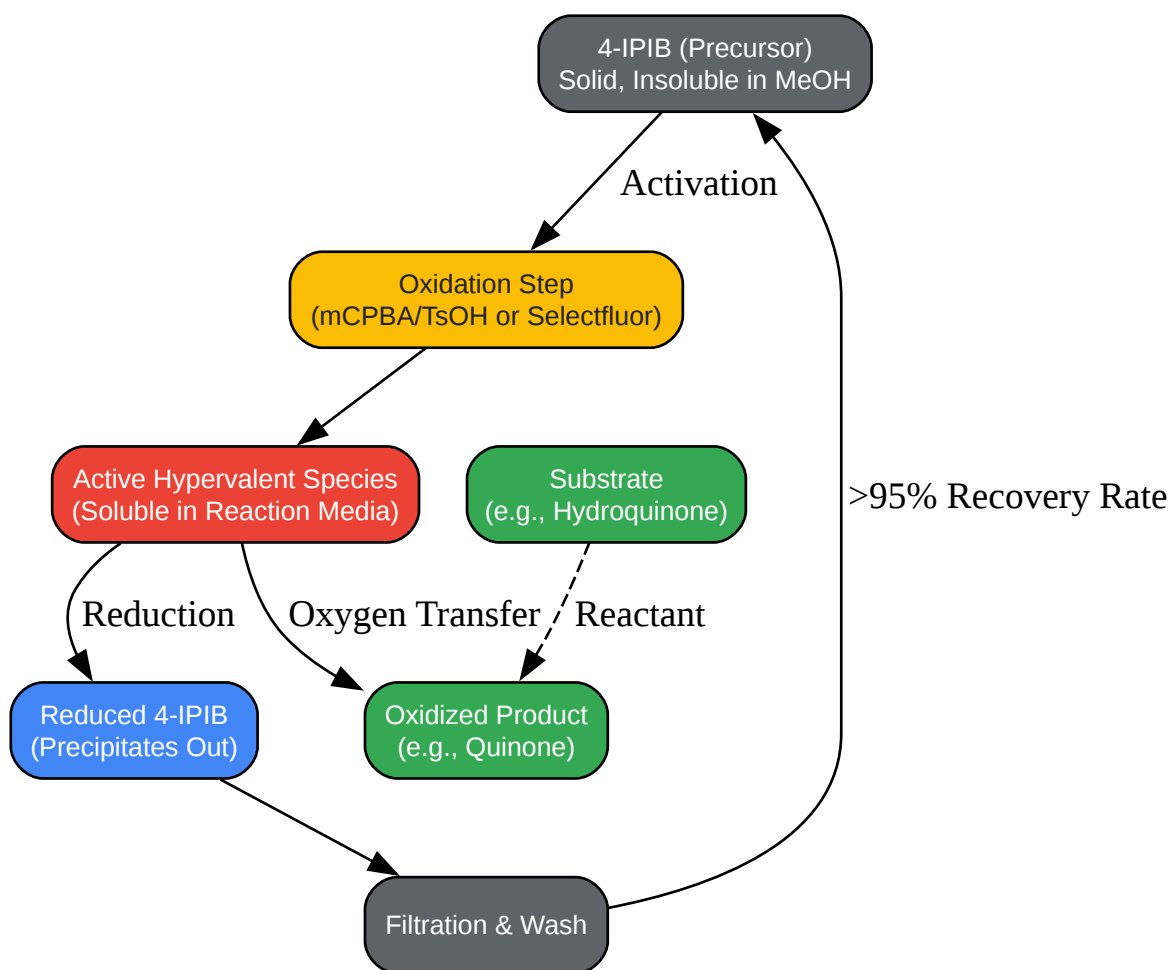 4-IPIB (Precursor)
Solid, Insoluble in MeOH
Activation
Oxidation Step
(mCPBA/TsOH or Selectfluor)
Active Hypervalent Species
(Soluble in Reaction Media)
Substrate
(e.g., Hydroquinone)
>95% Recovery Rate
Reduction
Oxygen Transfer
Reactant
Reduced 4-IPIB
(Precipitates Out)
Oxidized Product
(e.g., Quinone)
Filtration & Wash